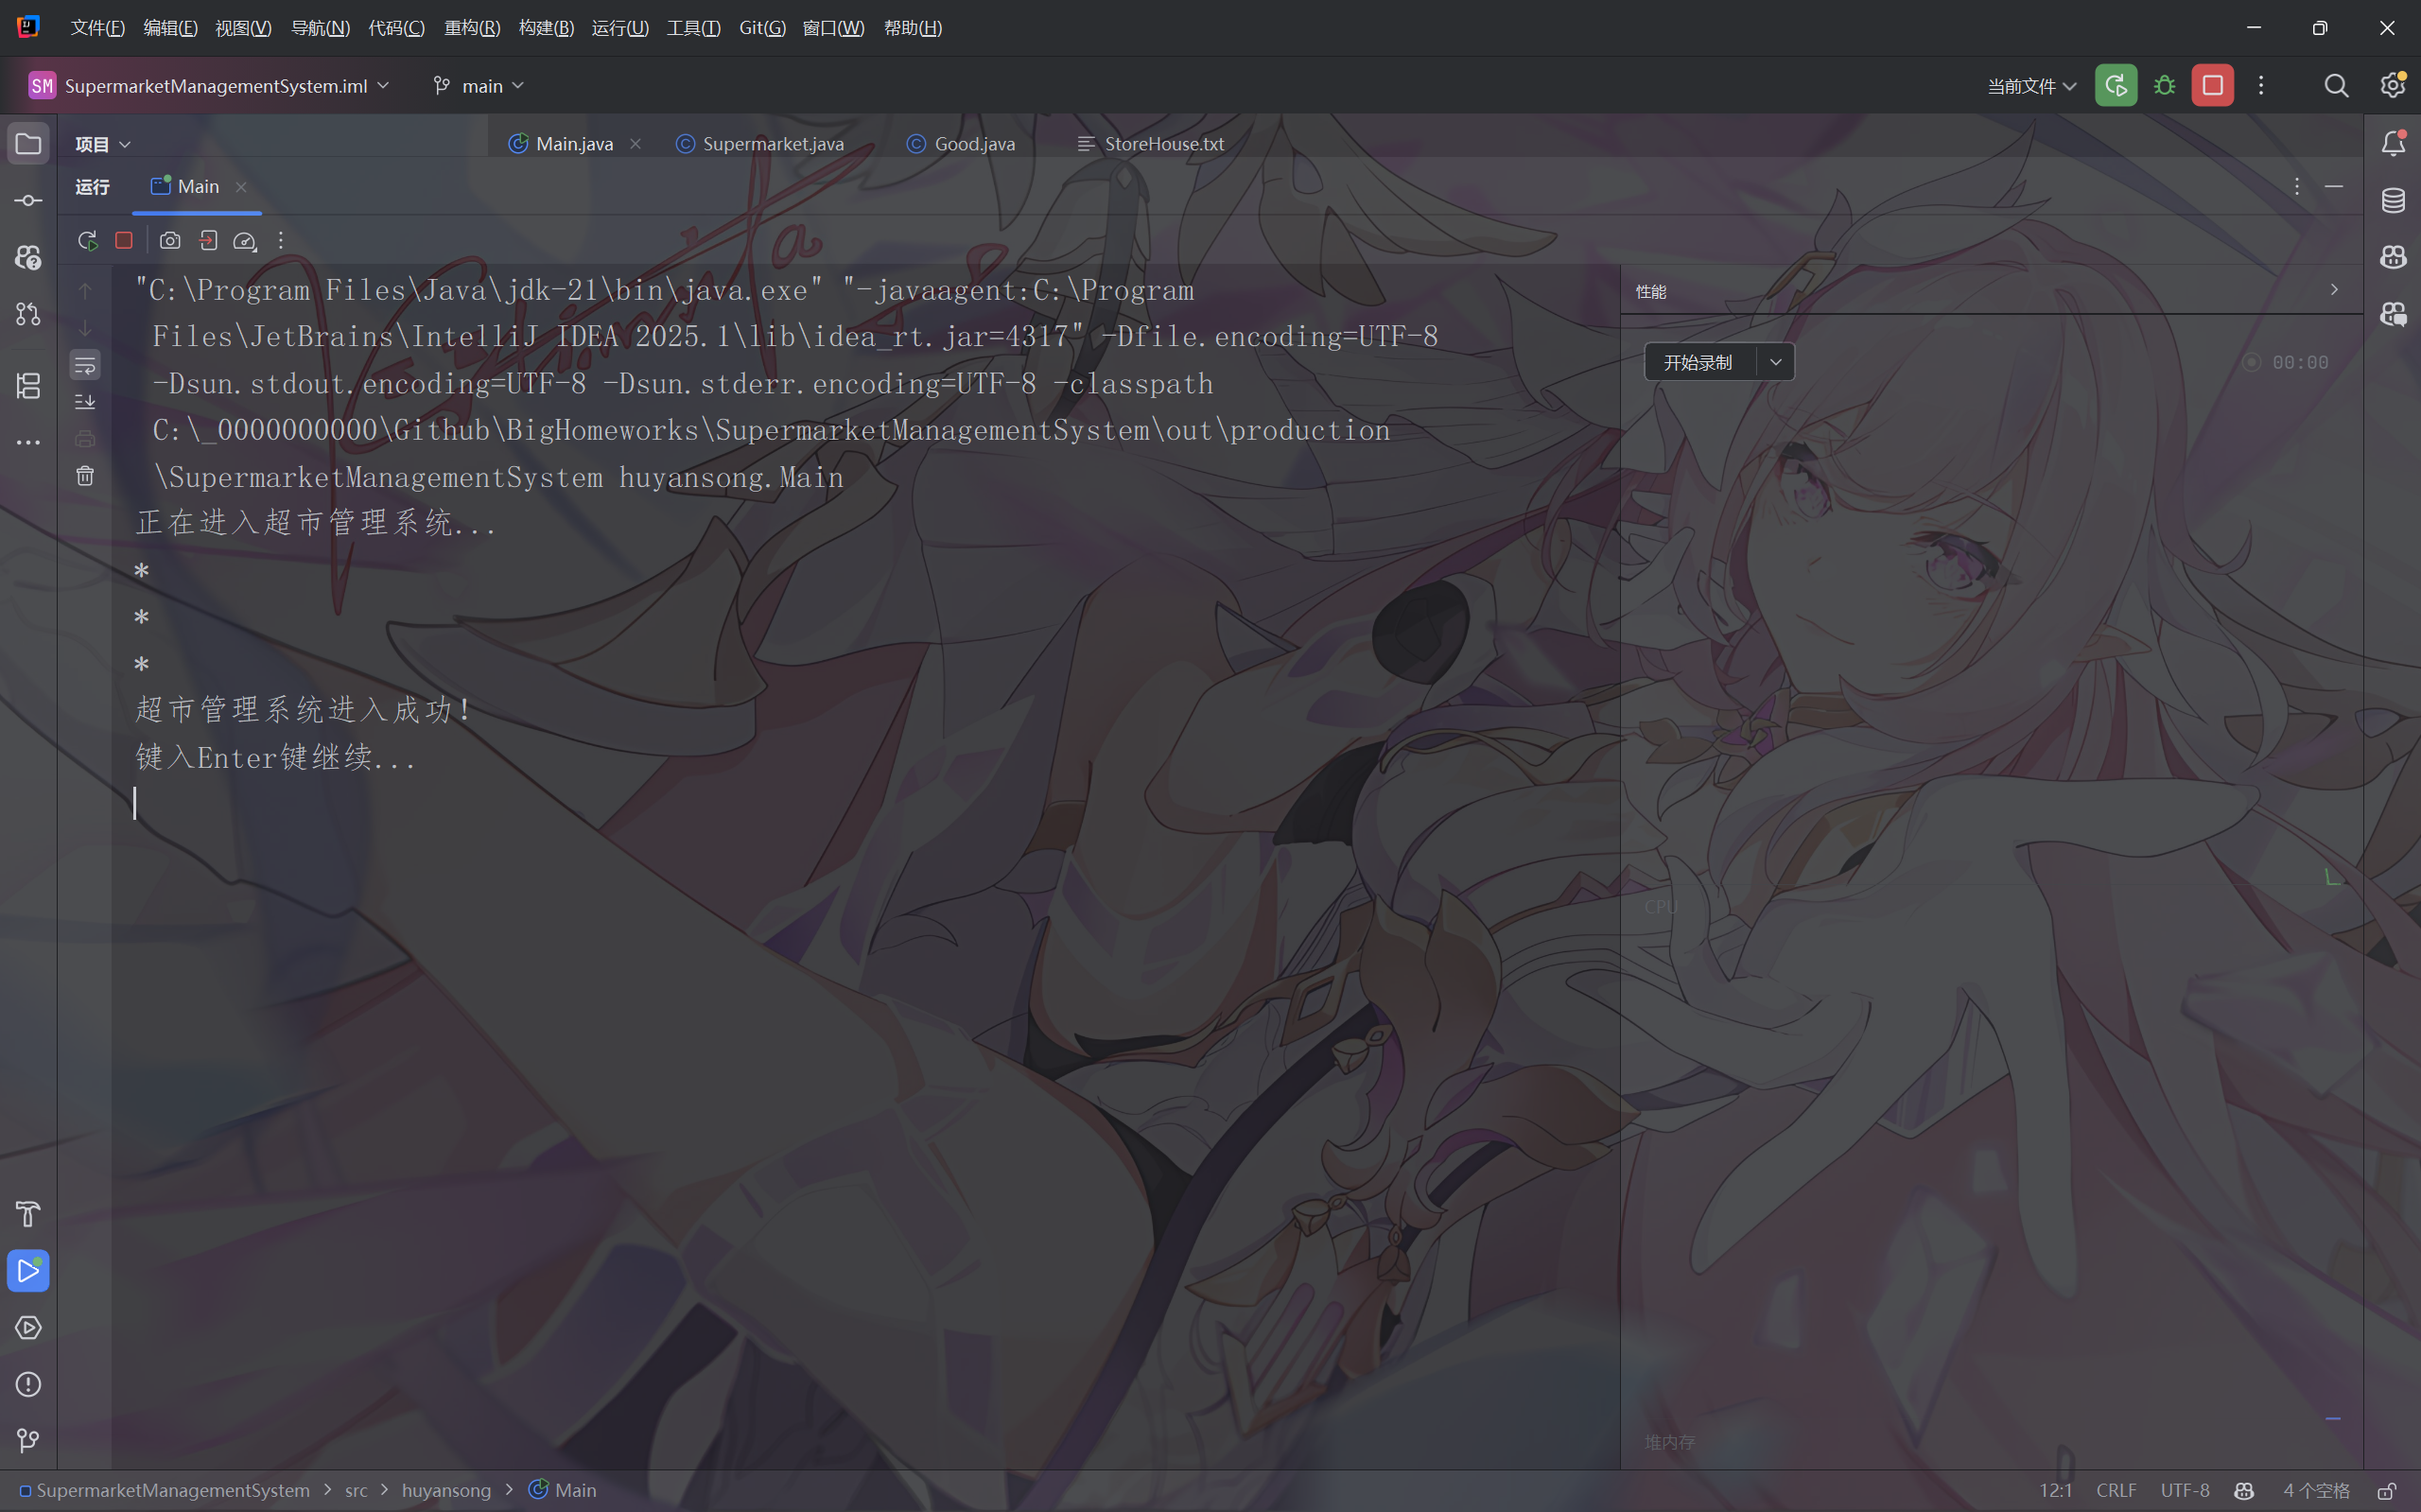 文件(F) 编辑(E) 视图(V) 导航(N) 代码(C) 重构(R) 构建(B) 运行(U) 工具(T) Git(G) 窗口(W) 帮助(H)
SM SupermarketManagementSystem.iml main 当前文件
项目 Main.java Supermarket.java Good.java StoreHouse.txt
运行 Main
"C:\Program Files\Java\jdk-21\bin\java.exe" "-javaagent:C:\Program
Files\JetBrains\IntelliJ IDEA 2025.1\lib\idea_rt.jar=4317" -Dfile.encoding=UTF-8
-Dsun.stdout.encoding=UTF-8 -Dsun.stderr.encoding=UTF-8 -classpath
C:\_0000000000\Github\BigHomeworks\SupermarketManagementSystem\out\production
\SupermarketManagementSystem huyansong.Main
正在进入超市管理系统...
*
*
*
超市管理系统进入成功!
键入Enter键继续...
性能
开始录制 00:00
CPU
堆内存
SupermarketManagementSystem > src > huyansong > Main 12:1 CRLF UTF-8 4 个空格